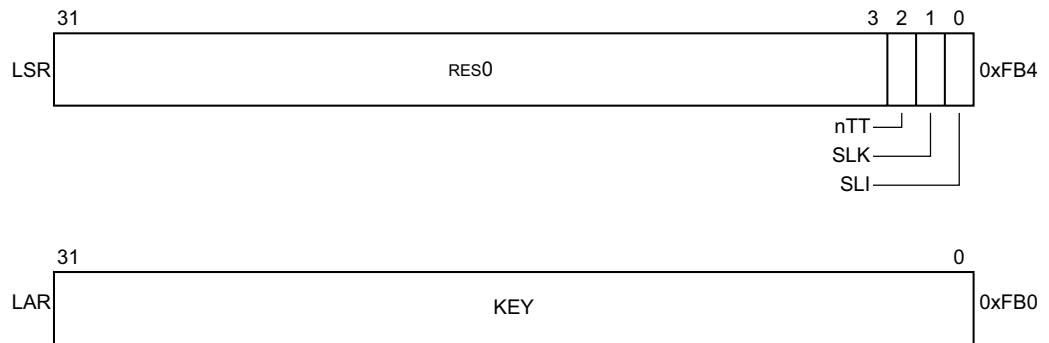 31 3 2 1 0
LSR RES0 0xFB4
nTT
SLK
SLI
31 0
LAR KEY 0xFB0